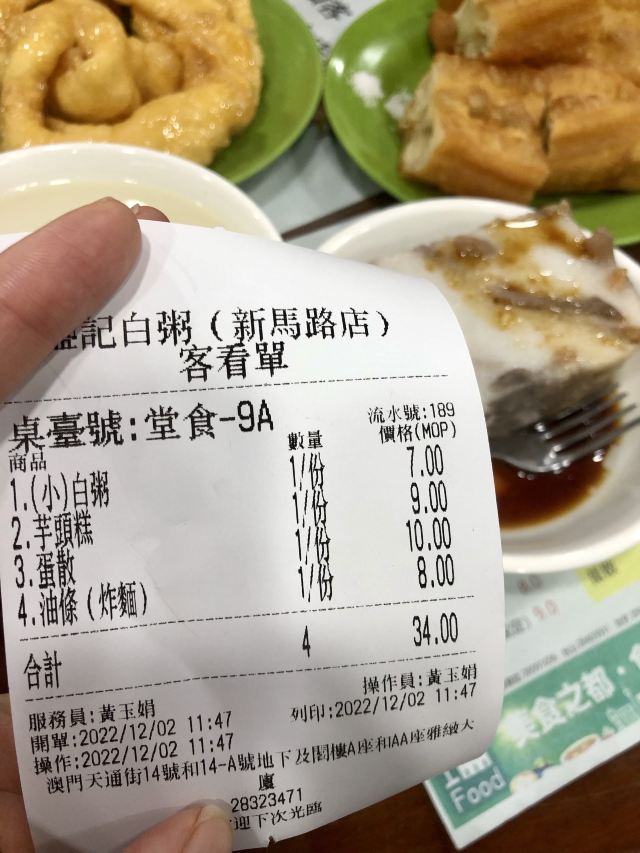 記白粥（新馬路店）
客看單
桌臺號:堂食-9A
流水號:189
商品 數量 價格(MOP)
1.(小)白粥 1/份 7.00
2.芋頭糕 1/份 9.00
3.蛋散 1/份 10.00
4.油條（炸麵） 1/份 8.00
合計 4 34.00
服務員:黃玉娟 操作員:黃玉娟
開單:2022/12/02 11:47 列印:2022/12/02 11:47
操作:2022/12/02 11:47
澳門天通街14號和14-A號地下及閣樓A座和AA座雅緻大
廈
28323471
迎下次光臨
9.0
美食之都
Food